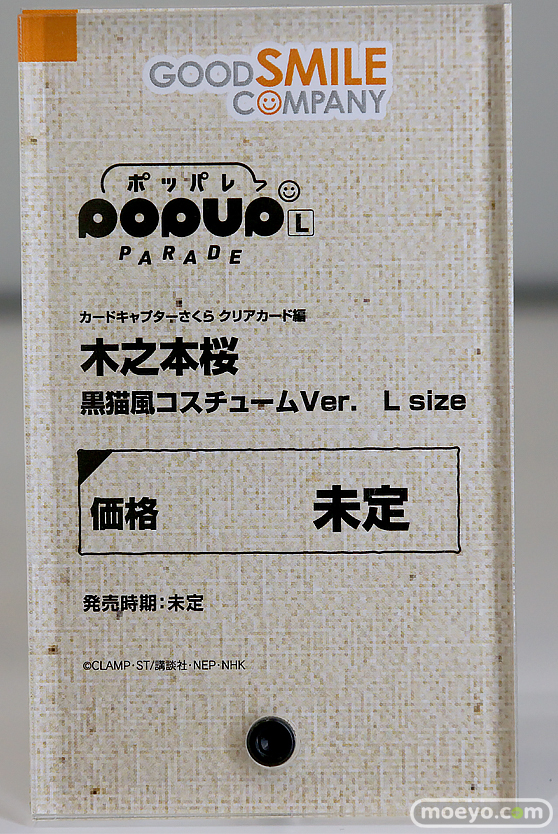 GOODSMILE
COMPANY
ポッパレ
POPUP L
PARADE
カードキャプターさくら クリアカード編
木之本桜
黒猫風コスチュームVer. L size
価格 未定
発売時期:未定
©CLAMP・ST/講談社・NEP・NHK
moeyo.com